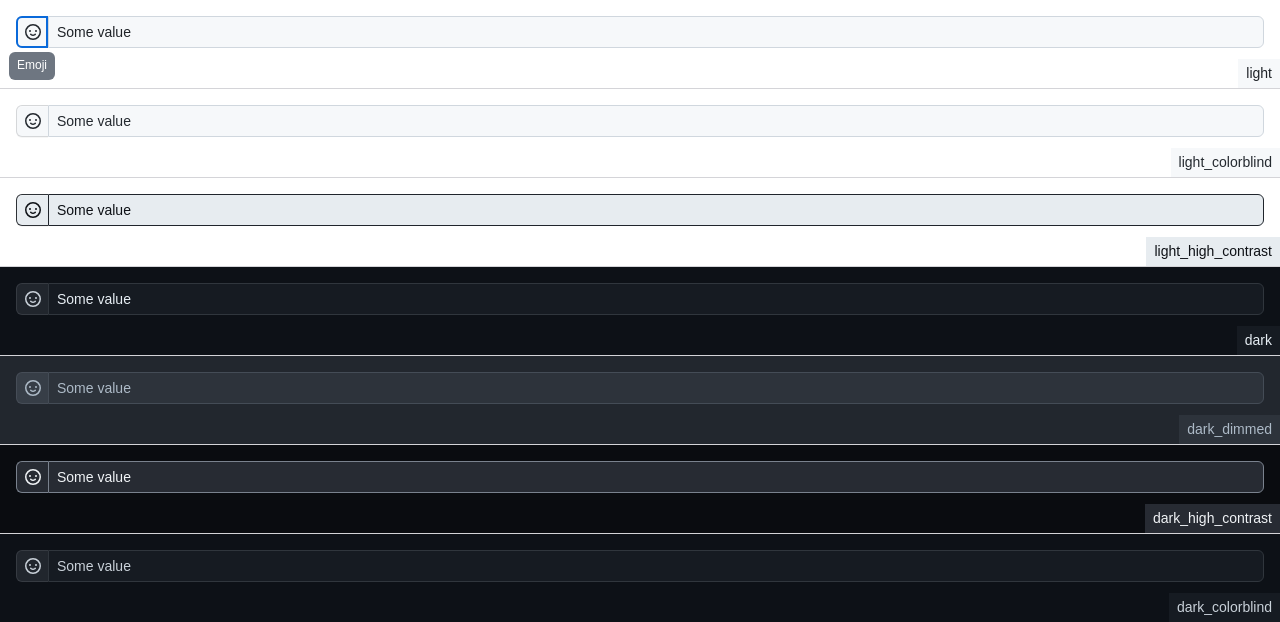 Some value
Emoji
light
Some value
light_colorblind
Some value
light_high_contrast
Some value
dark
Some value
dark_dimmed
Some value
dark_high_contrast
Some value
dark_colorblind